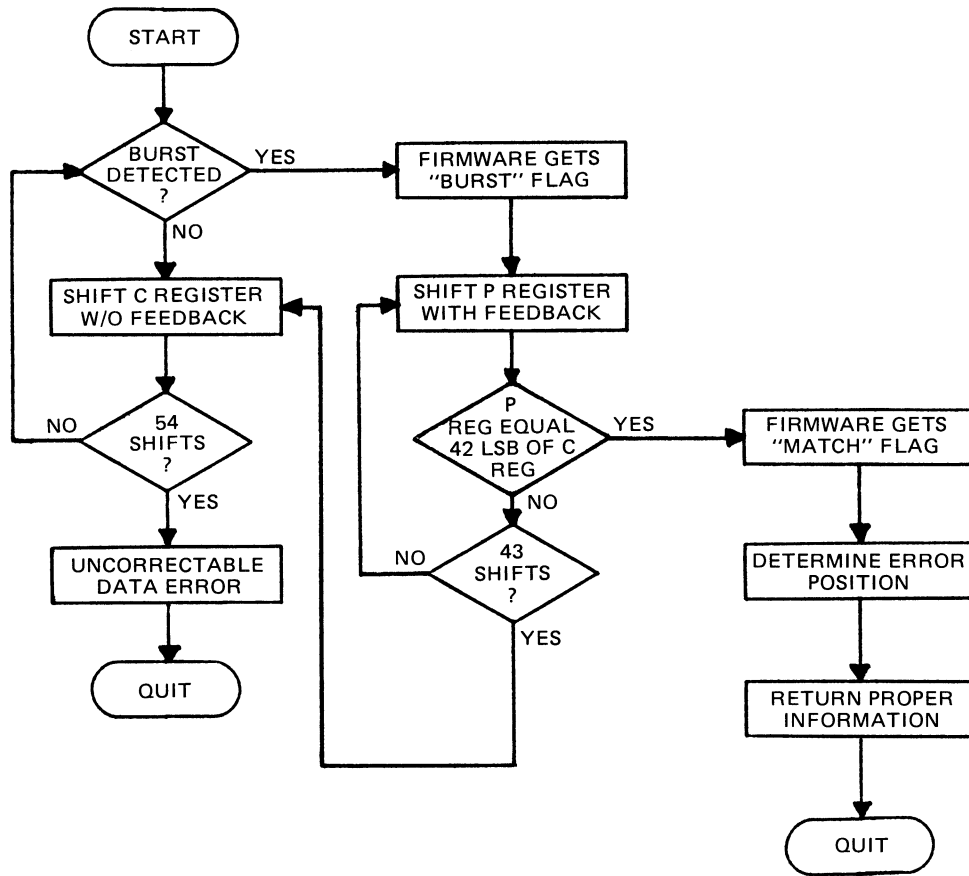 START
BURST
DETECTED
?
YES
NO
FIRMWARE GETS
"BURST" FLAG
SHIFT C REGISTER
W/O FEEDBACK
SHIFT P REGISTER
WITH FEEDBACK
54
SHIFTS
?
NO
YES
P
REG EQUAL
42 LSB OF C
REG
YES
NO
FIRMWARE GETS
"MATCH" FLAG
UNCORRECTABLE
DATA ERROR
43
SHIFTS
?
NO
YES
DETERMINE ERROR
POSITION
QUIT
RETURN PROPER
INFORMATION
QUIT